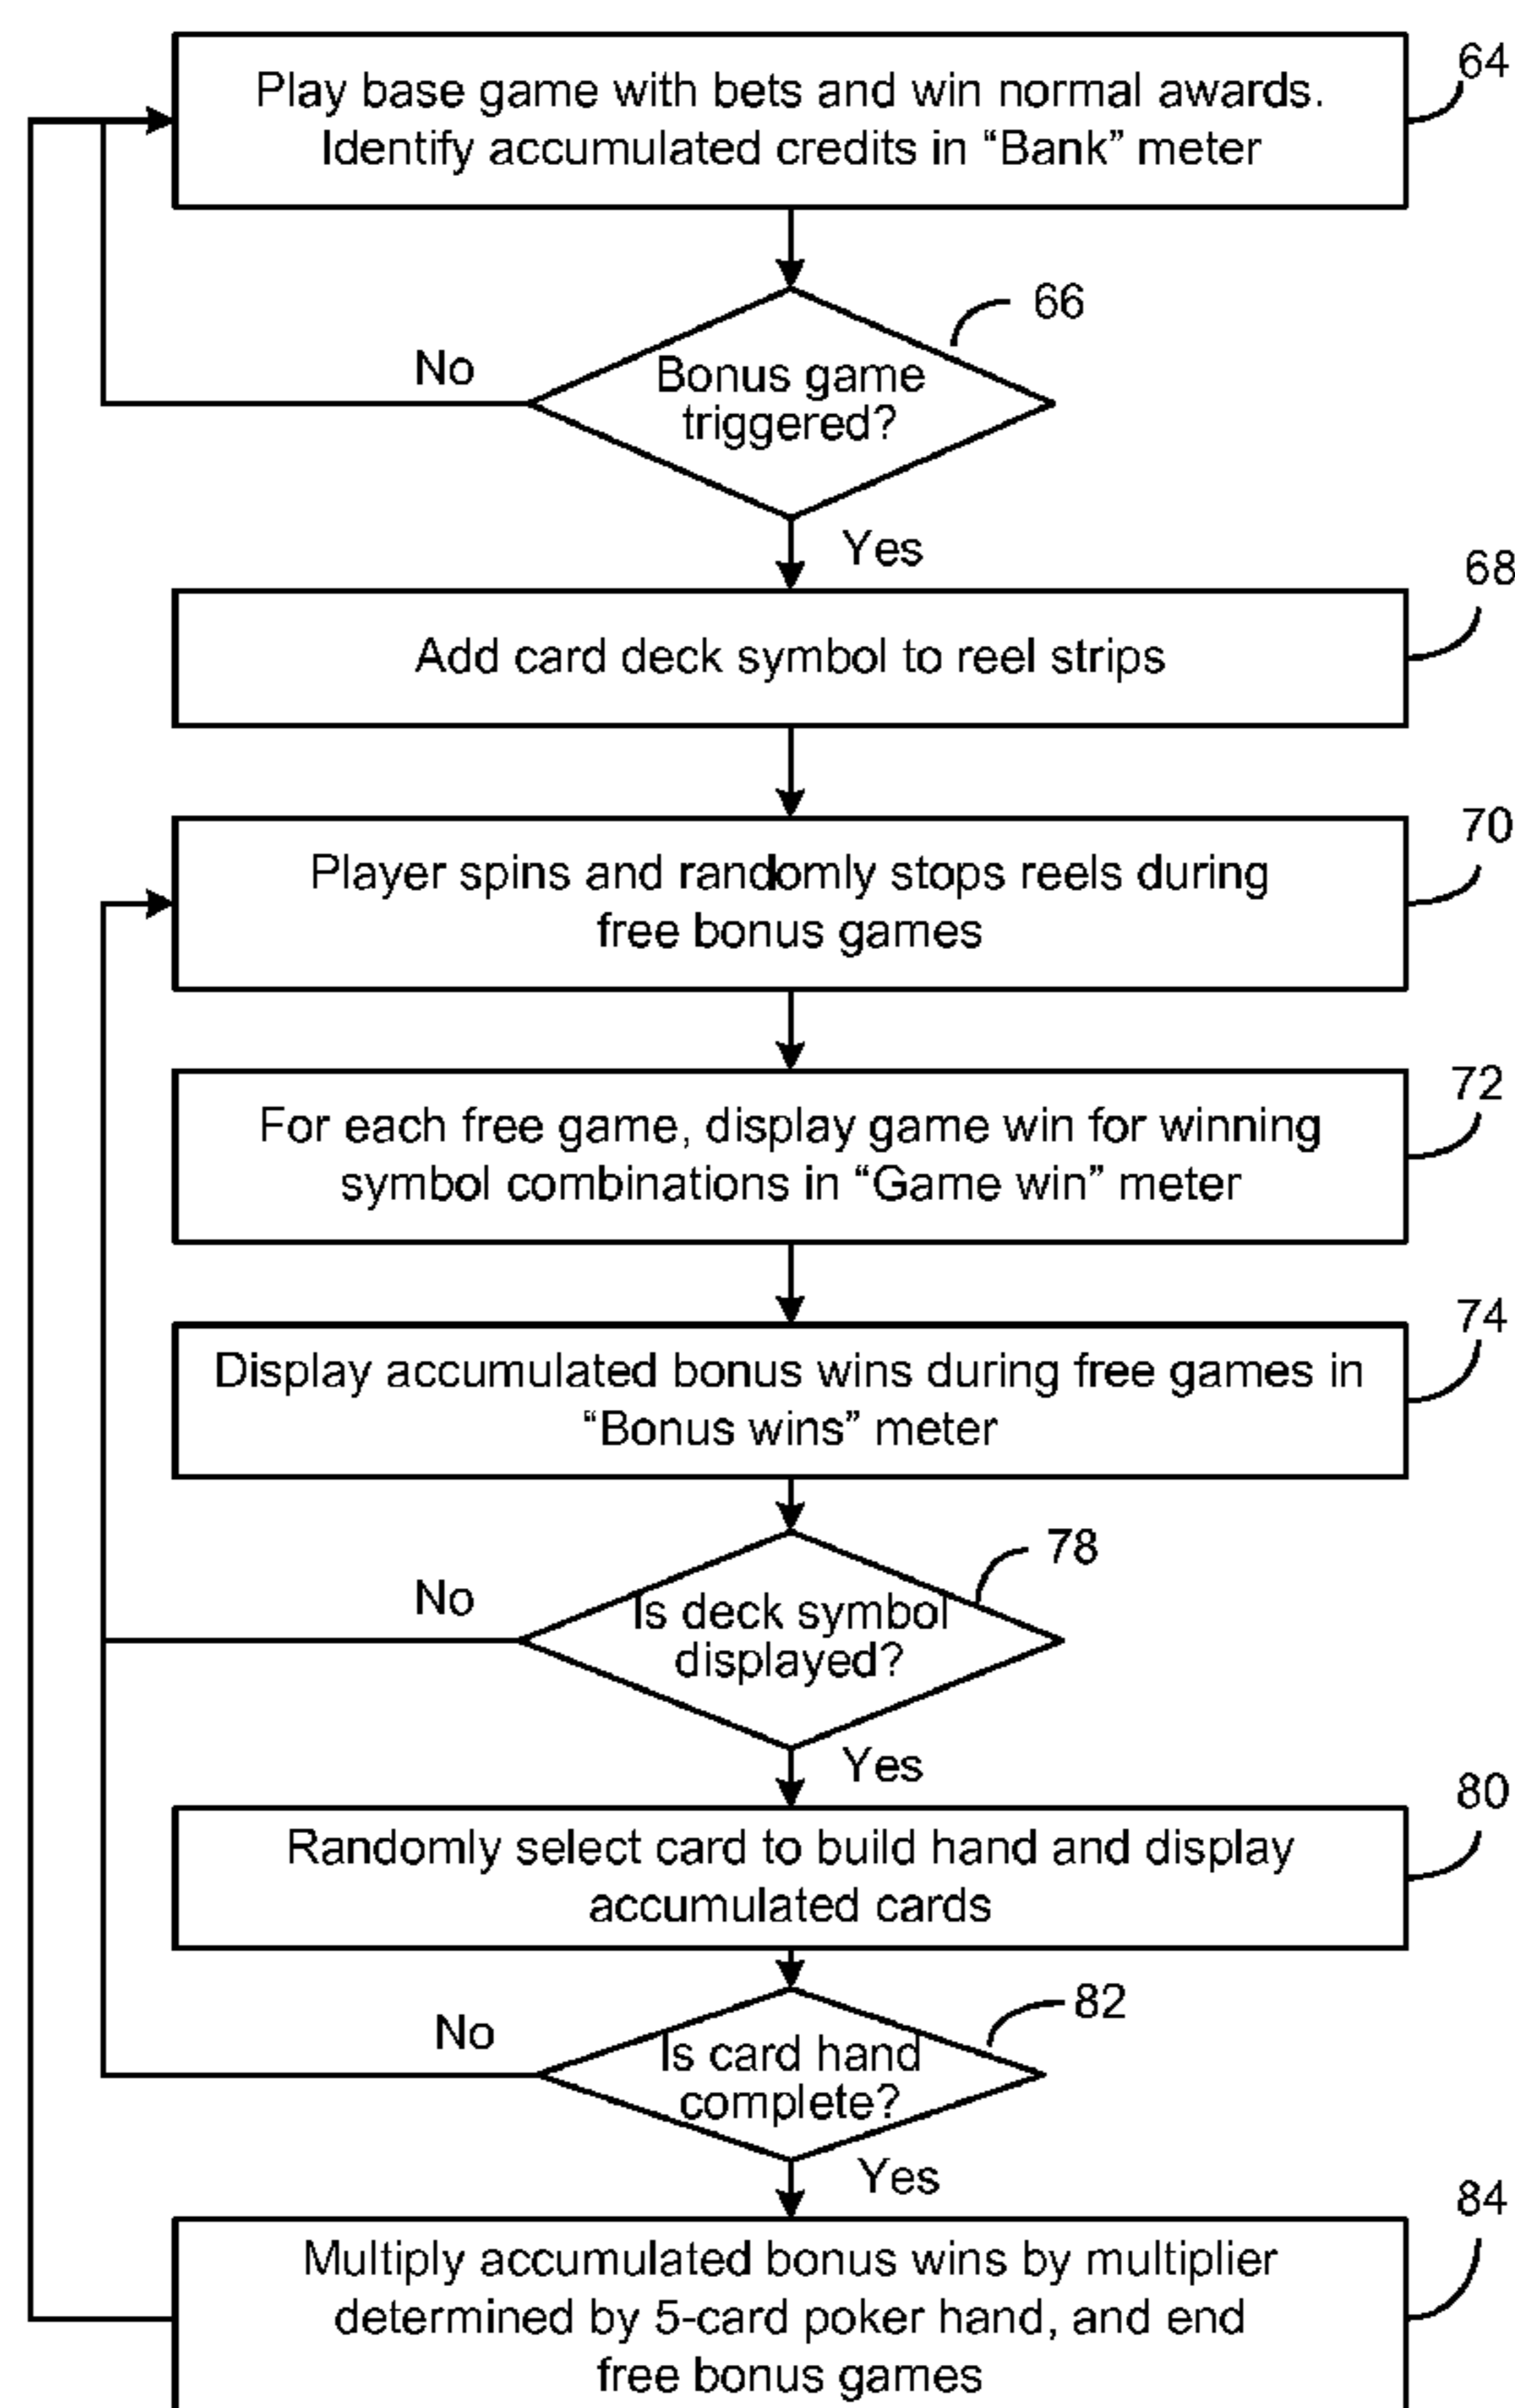 Play base game with bets and win normal awards.
Identify accumulated credits in “Bank” meter
64
66
No
Bonus game
triggered?
Yes
68
Add card deck symbol to reel strips
70
Player spins and randomly stops reels during
free bonus games
72
For each free game, display game win for winning
symbol combinations in “Game win” meter
74
Display accumulated bonus wins during free games in
“Bonus wins” meter
78
No
Is deck symbol
displayed?
Yes
80
Randomly select card to build hand and display
accumulated cards
82
No
Is card hand
complete?
Yes
84
Multiply accumulated bonus wins by multiplier
determined by 5-card poker hand, and end
free bonus games